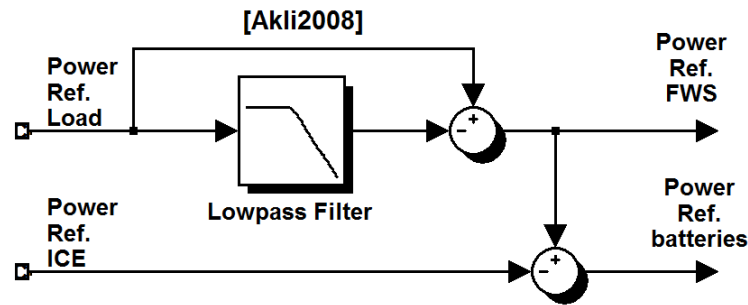 [Akli2008]
Power
Ref.
Load
Power
Ref.
FWS
+
-
Lowpass Filter
Power
Ref.
ICE
Power
Ref.
batteries
+
-